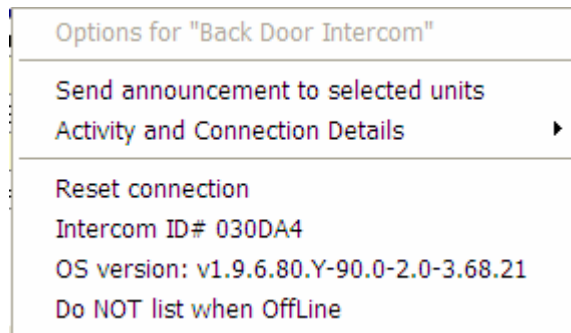 Options for "Back Door Intercom"
Send announcement to selected units
Activity and Connection Details
Reset connection
Intercom ID# 030DA4
OS version: v1.9.6.80.Y-90.0-2.0-3.68.21
Do NOT list when OffLine